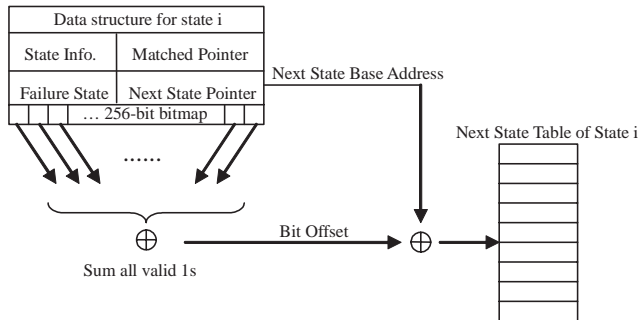 Data structure for state i
State Info.
Matched Pointer
Failure State
Next State Pointer
Next State Base Address
... 256-bit bitmap
Next State Table of State i
......
Bit Offset
Sum all valid 1s